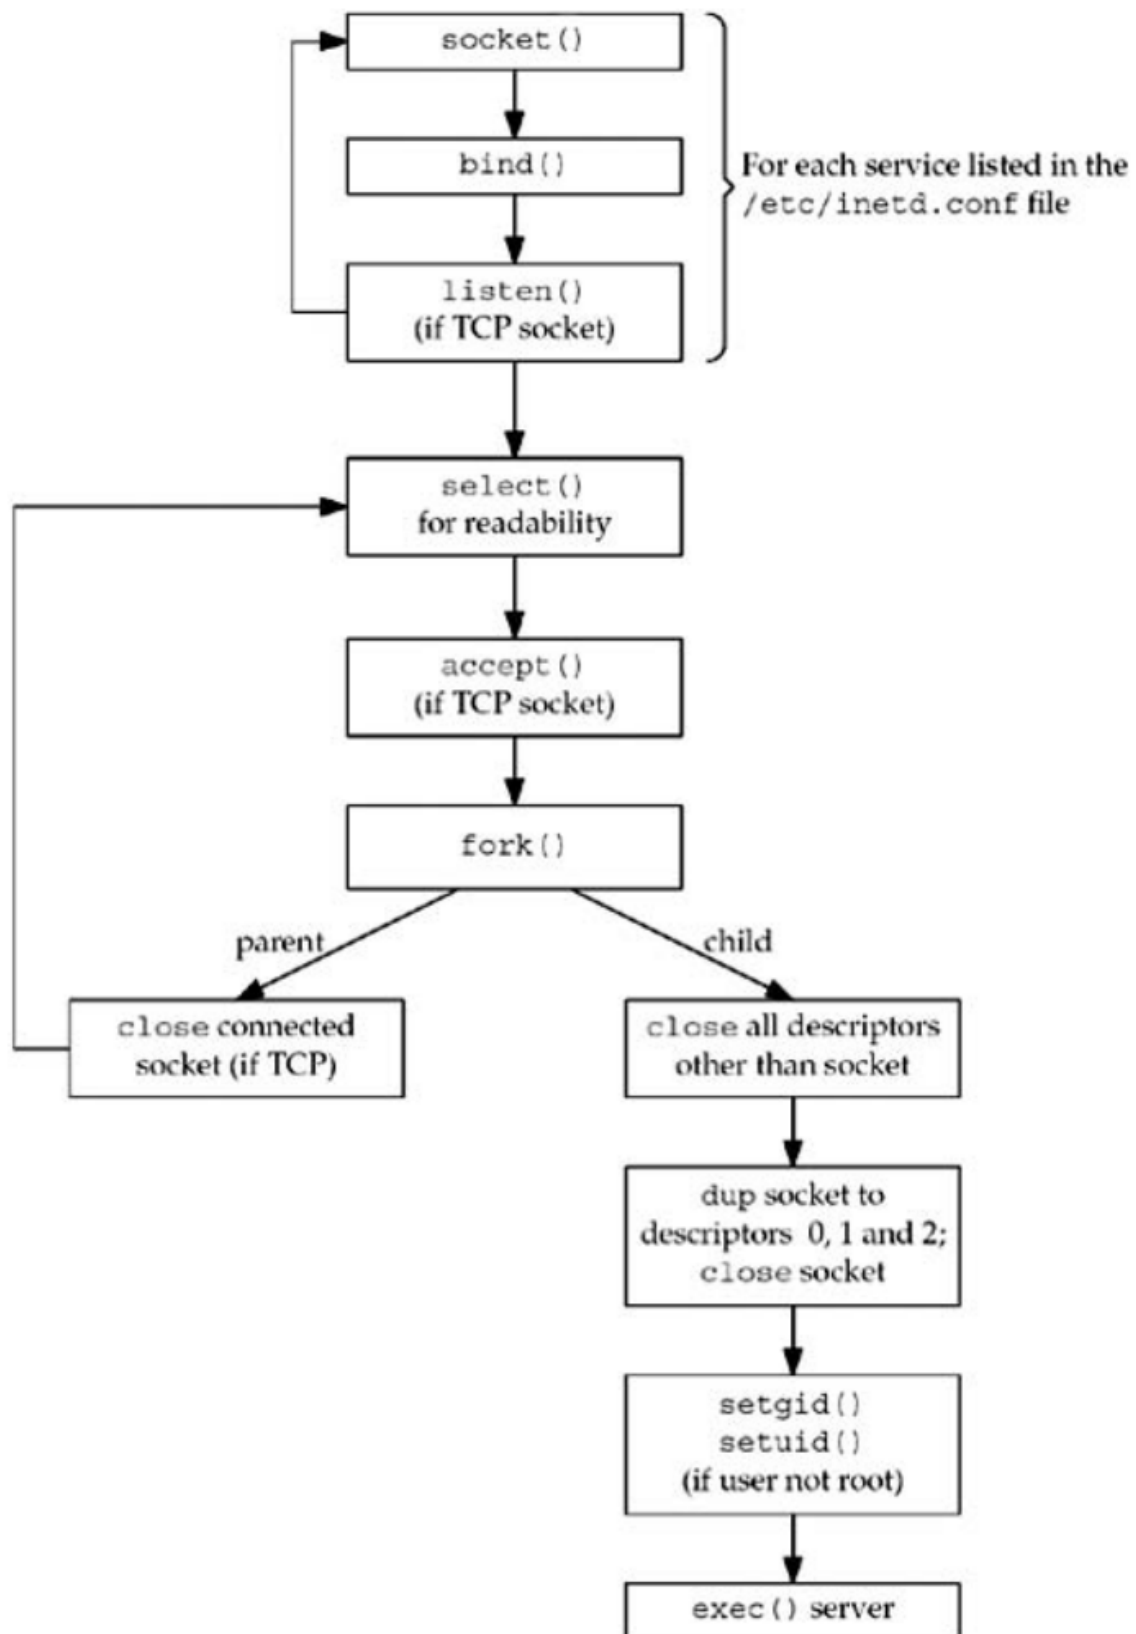 socket()
bind()
For each service listed in the
/etc/inetd.conf file
listen()
(if TCP socket)
select()
for readability
accept()
(if TCP socket)
fork()
parent
child
close connected
socket (if TCP)
close all descriptors
other than socket
dup socket to
descriptors 0, 1 and 2;
close socket
setgid()
setuid()
(if user not root)
exec() server